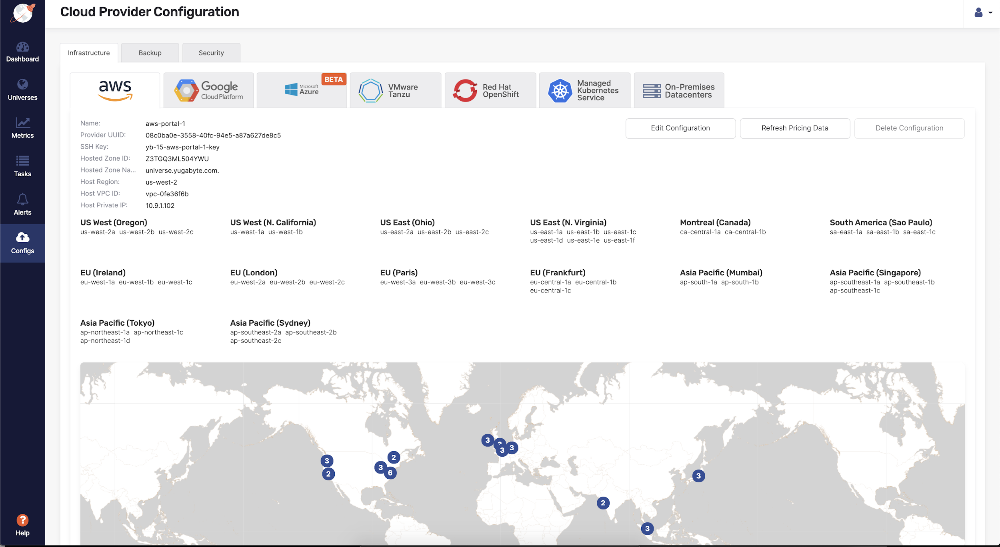 Cloud Provider Configuration
Dashboard
Universes
Metrics
Tasks
Alerts
Configs
Help
Infrastructure
Backup
Security
aws
Google
Cloud Platform
Microsoft
Azure
BETA
VMware
Tanzu
Red Hat
OpenShift
Managed
Kubernetes
Service
On-Premises
Datacenters
Name: aws-portal-1
Provider UUID: 08c0ba0e-3558-40fc-94e5-a87a627de8c5
SSH Key: yb-15-aws-portal-1-key
Hosted Zone ID: Z3TGQ3ML504YWU
Hosted Zone Na... universe.yugabyte.com.
Host Region: us-west-2
Host VPC ID: vpc-0fe36f6b
Host Private IP: 10.9.1.102
Edit Configuration
Refresh Pricing Data
Delete Configuration
US West (Oregon)
us-west-2a us-west-2b us-west-2c
US West (N. California)
us-west-1a us-west-1b
US East (Ohio)
us-east-2a us-east-2b us-east-2c
US East (N. Virginia)
us-east-1a us-east-1b us-east-1c
us-east-1d us-east-1e us-east-1f
Montreal (Canada)
ca-central-1a ca-central-1b
South America (Sao Paulo)
sa-east-1a sa-east-1b sa-east-1c
EU (Ireland)
eu-west-1a eu-west-1b eu-west-1c
EU (London)
eu-west-2a eu-west-2b eu-west-2c
EU (Paris)
eu-west-3a eu-west-3b eu-west-3c
EU (Frankfurt)
eu-central-1a eu-central-1b
eu-central-1c
Asia Pacific (Mumbai)
ap-south-1a ap-south-1b
Asia Pacific (Singapore)
ap-southeast-1a ap-southeast-1b
ap-southeast-1c
Asia Pacific (Tokyo)
ap-northeast-1a ap-northeast-1c
ap-northeast-1d
Asia Pacific (Sydney)
ap-southeast-2a ap-southeast-2b
ap-southeast-2c
3
3
3
2
3
2
3
6
3
2
3